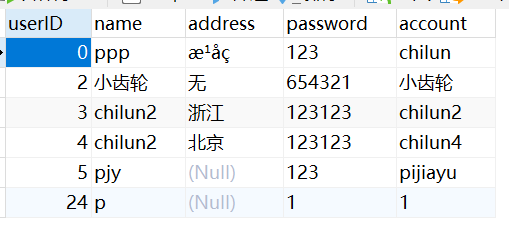 userID name address password account
0 ppp æ¹åç 123 chilun
2 小齿轮 无 654321 小齿轮
3 chilun2 浙江 123123 chilun2
4 chilun2 北京 123123 chilun4
5 pjy (Null) 123 pijiayu
24 p (Null) 1 1